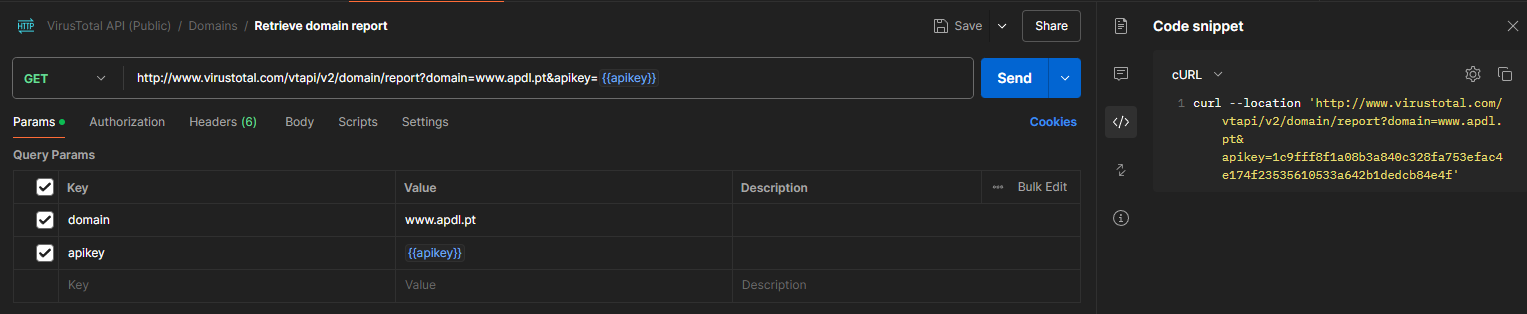 HTTP VirusTotal API (Public) / Domains / Retrieve domain report
Save
Share
GET http://www.virustotal.com/vtapi/v2/domain/report?domain=www.apdl.pt&apikey= {{apikey}}
Send
Params Authorization Headers (6) Body Scripts Settings Cookies
Query Params
Key Value Description ••• Bulk Edit
domain www.apdl.pt
apikey {{apikey}}
Key Value Description
Code snippet
cURL
1 curl --location 'http://www.virustotal.com/
vtapi/v2/domain/report?domain=www.apdl.
pt&
apikey=1c9fff8f1a08b3a840c328fa753efac4
e174f23535610533a642b1dedcb84e4f'